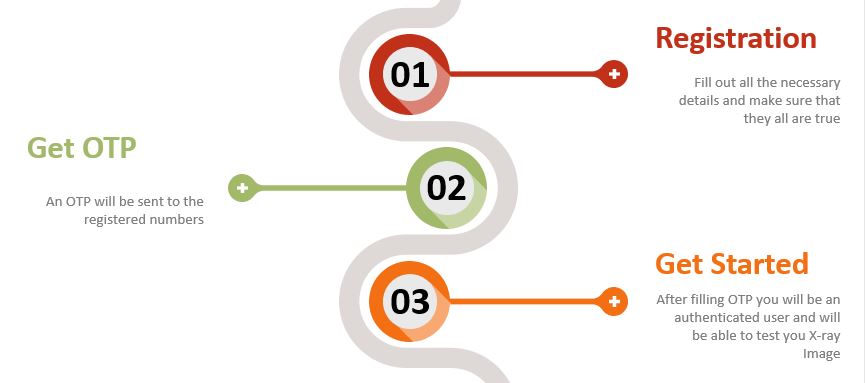 01
Registration
Fill out all the necessary
details and make sure that
they all are true
Get OTP
An OTP will be sent to the
registered numbers
02
03
Get Started
After filling OTP you will be an
authenticated user and will
be able to test you X-ray
Image